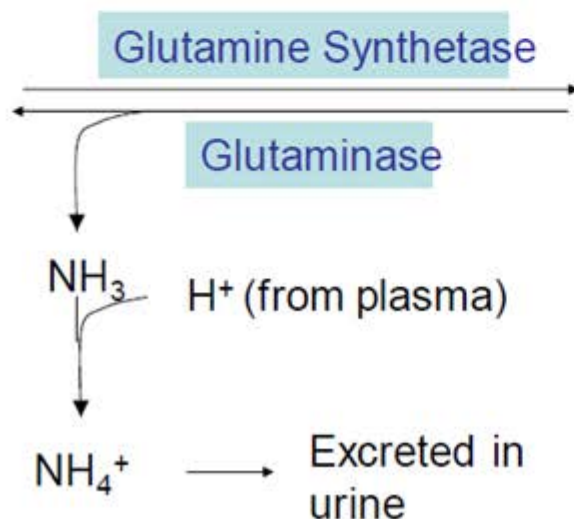 Glutamine Synthetase
Glutaminase
NH₃ H⁺ (from plasma)
NH₄⁺ Excreted in
urine